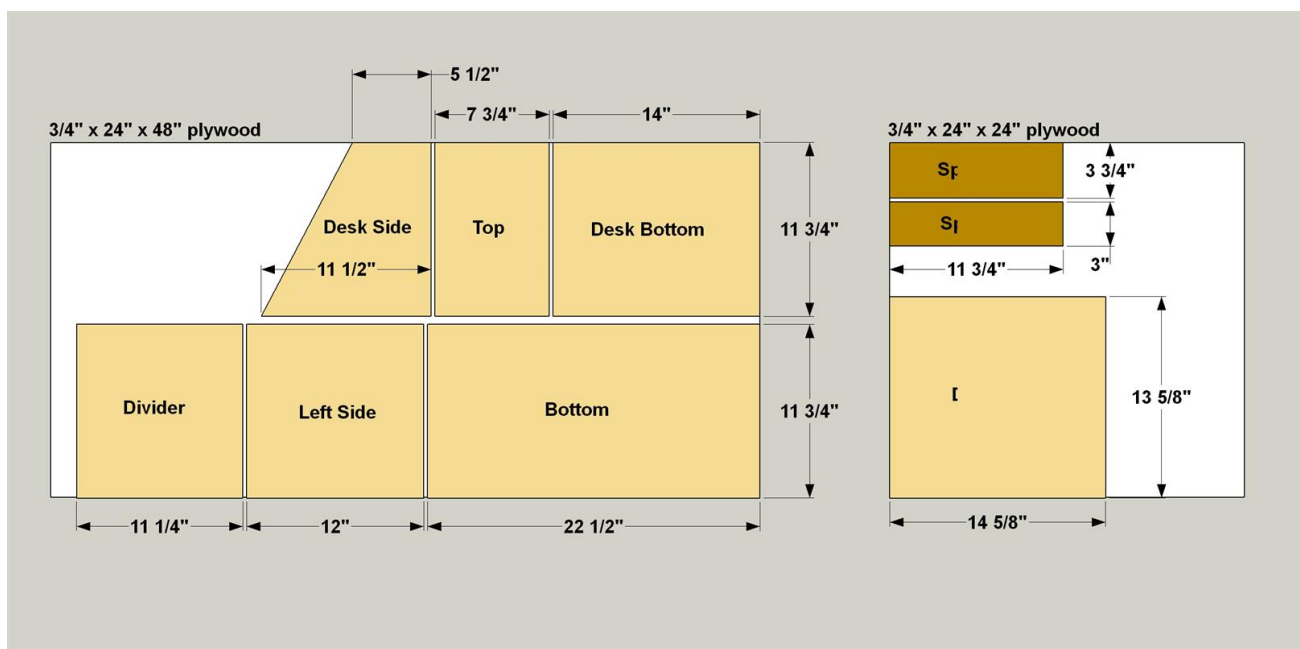 5 1/2"
7 3/4"
14"
3/4" x 24" x 48" plywood
3/4" x 24" x 24" plywood
Desk Side
Top
Desk Bottom
11 3/4"
11 1/2"
3 3/4"
11 3/4"
3"
Divider
Left Side
Bottom
11 3/4"
13 5/8"
11 1/4"
12"
22 1/2"
14 5/8"